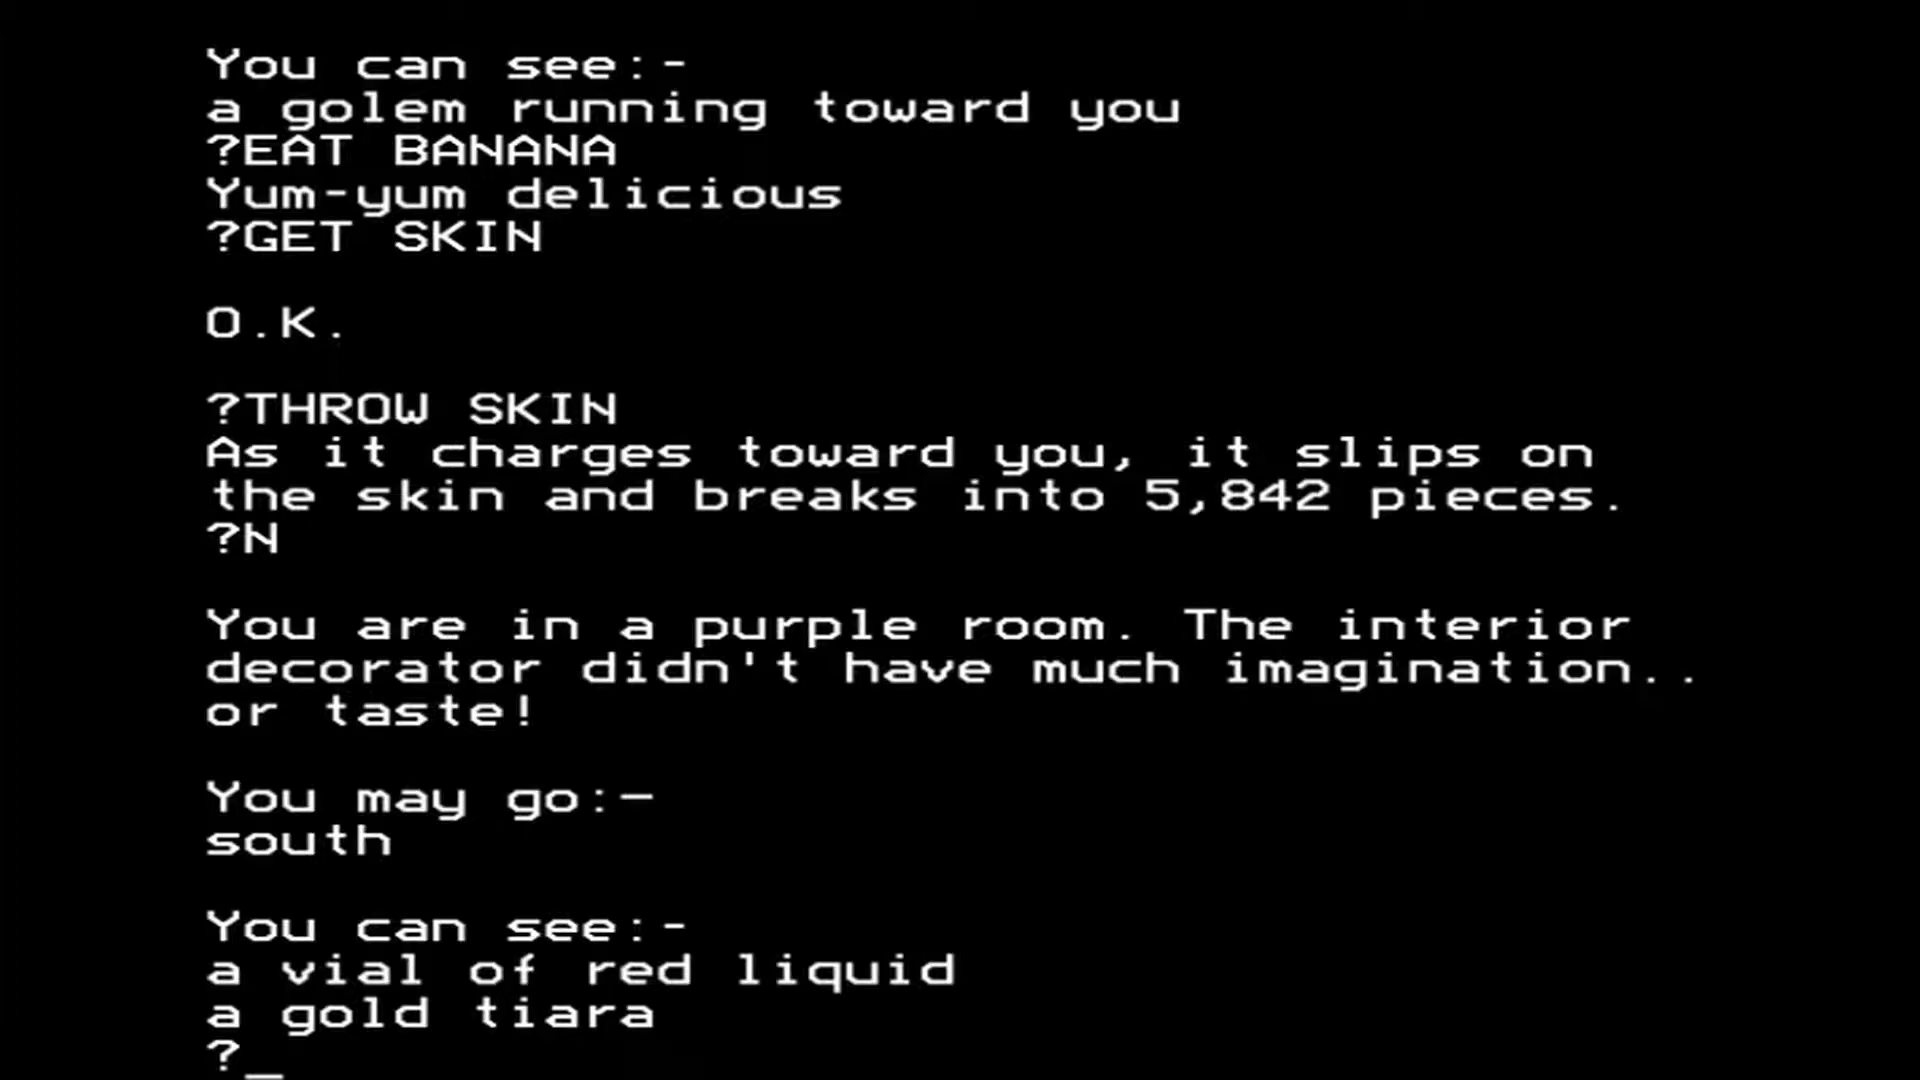 You can see:-
a golem running toward you
?EAT BANANA
Yum-yum delicious
?GET SKIN
O.K.
?THROW SKIN
As it charges toward you, it slips on
the skin and breaks into 5,842 pieces.
?N
You are in a purple room. The interior
decorator didn't have much imagination..
or taste!
You may go:—
south
You can see:-
a vial of red liquid
a gold tiara
?_